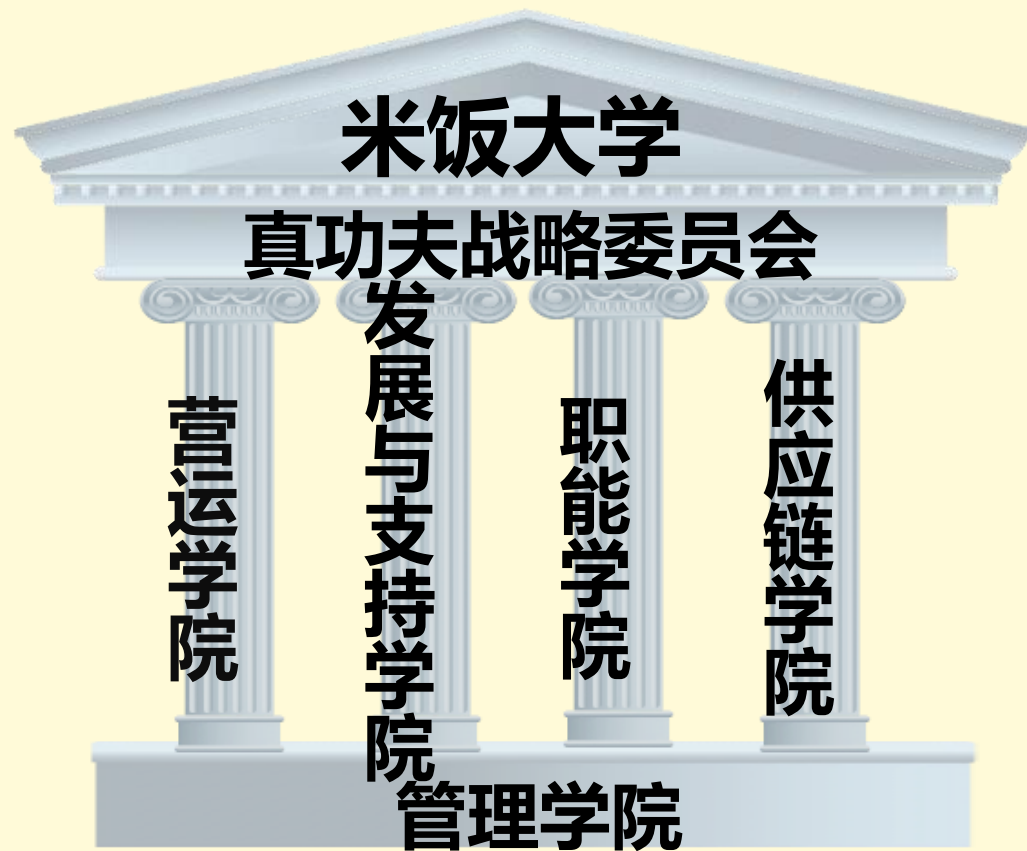 米饭大学
真功夫战略委员会
营运学院
发展与支持学院
职能学院
供应链学院
管理学院